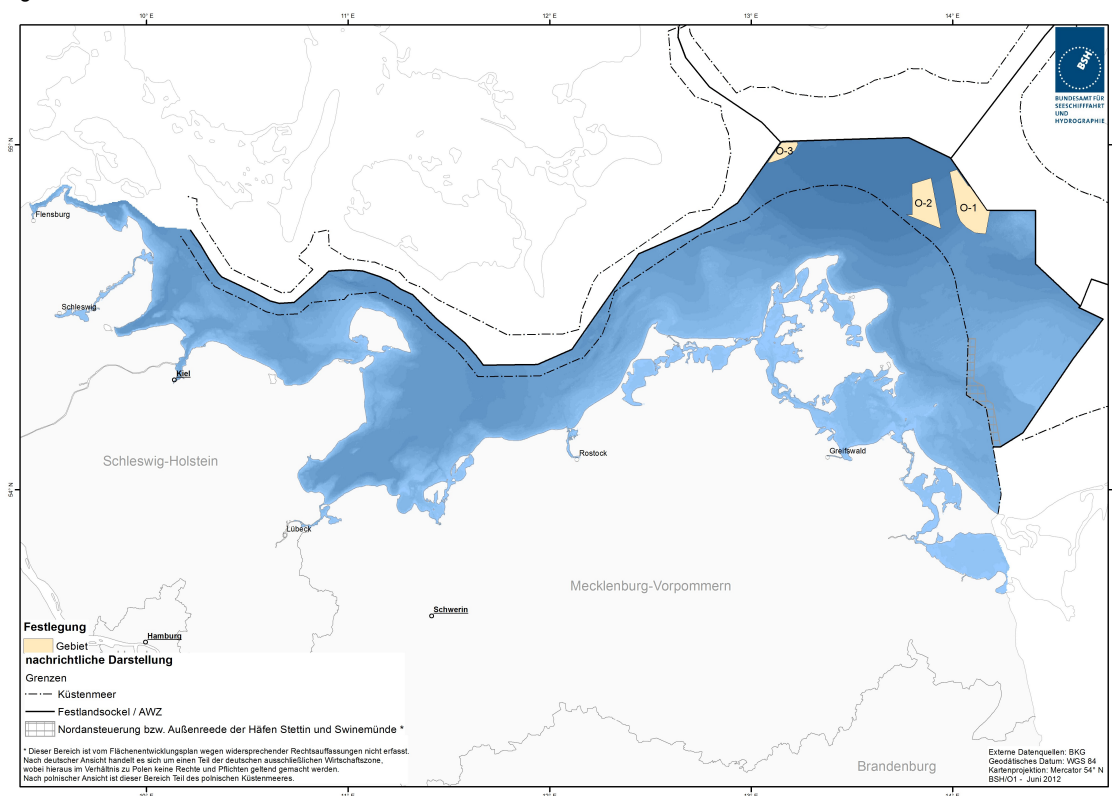 10° E 11° E 12° E 13° E 14° E
BSH
BUNDESAMT FÜR
SEESCHIFFFAHRT
UND
HYDROGRAPHIE
55° N
O-3
O-2
O-1
Flensburg
Schleswig
Kiel
Schleswig-Holstein
Rostock
Greifswald
54° N
Lübeck
Mecklenburg-Vorpommern
Schwerin
Hamburg
Festlegung
Gebiet
nachrichtliche Darstellung
Grenzen
Küstenmeer
Festlandsockel / AWZ
Nordansteuerung bzw. Außenreede der Häfen Stettin und Swinemünde *
* Dieser Bereich ist vom Flächenentwicklungsplan wegen widersprechender Rechtsauffassungen nicht erfasst.
Nach deutscher Ansicht handelt es sich um einen Teil der deutschen ausschließlichen Wirtschaftszone,
wobei hieraus im Verhältnis zu Polen keine Rechte und Pflichten geltend gemacht werden.
Nach polnischer Ansicht ist dieser Bereich Teil des polnischen Küstenmeeres.
Brandenburg
Externe Datenquellen: BKG
Geodätisches Datum: WGS 84
Kartenprojektion: Mercator 54° N
BSH/O1 - Juni 2012